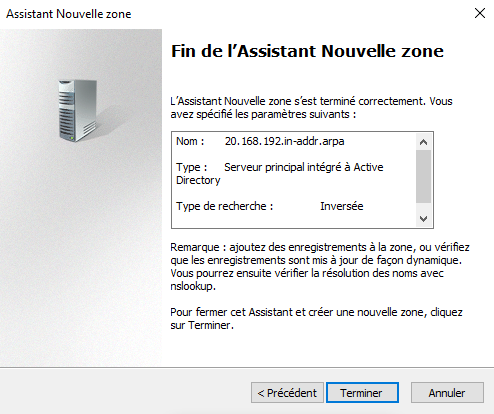 Assistant Nouvelle zone
Fin de l’Assistant Nouvelle zone
L’Assistant Nouvelle zone s’est terminé correctement. Vous
avez spécifié les paramètres suivants :
Nom : 20.168.192.in-addr.arpa
Type : Serveur principal intégré à Active
Directory
Type de recherche : Inversée
Remarque : ajoutez des enregistrements à la zone, ou vérifiez
que les enregistrements sont mis à jour de façon dynamique.
Vous pourrez ensuite vérifier la résolution des noms avec
nslookup.
Pour fermer cet Assistant et créer une nouvelle zone, cliquez
sur Terminer.
< Précédent Terminer Annuler